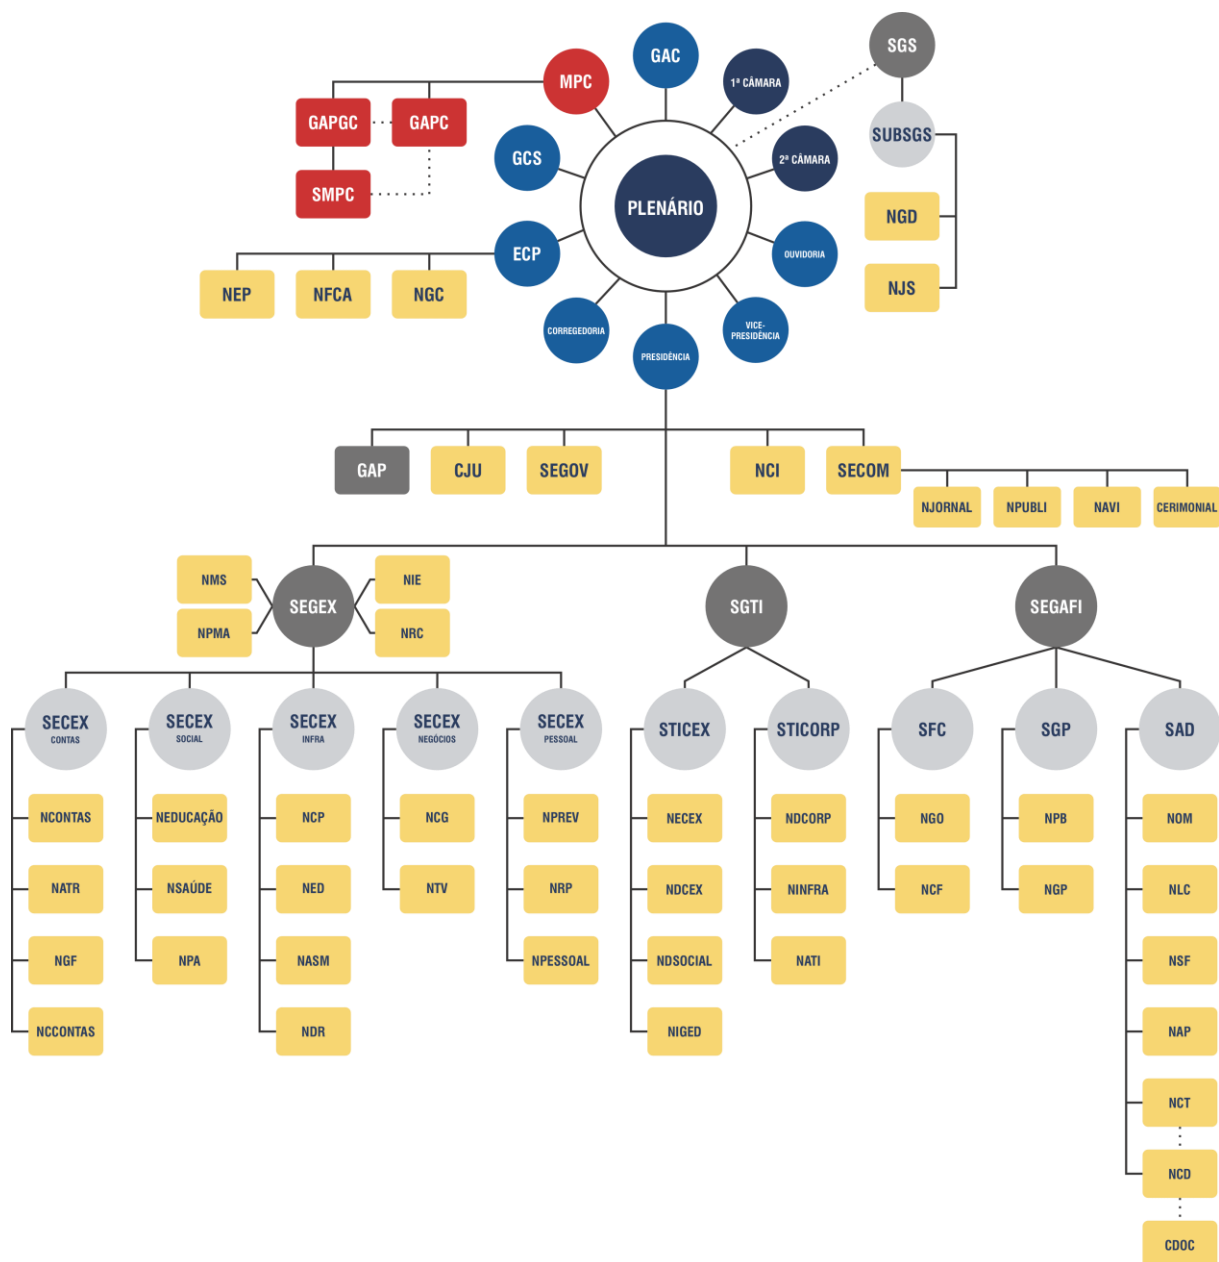 SGS
GAC
MPC
1ª CÂMARA
GAPGC
GAPC
SUBSGS
GCS
2ª CÂMARA
SMPC
PLENÁRIO
NGD
ECP
OUVIDORIA
NEP
NFCA
NGC
NJS
CORREGEDORIA
VICE-
PRESIDÊNCIA
PRESIDÊNCIA
GAP
CJU
SEGOV
NCI
SECOM
NJORNAL
NPUBLI
NAVI
CERIMONIAL
NMS
NIE
SEGEX
SGTI
SEGAFI
NPMA
NRC
SECEX
CONTAS
SECEX
SOCIAL
SECEX
INFRA
SECEX
NEGÓCIOS
SECEX
PESSOAL
STICEX
STICORP
SFC
SGP
SAD
NCONTAS
NEDUCAÇÃO
NCP
NCG
NPREV
NECEX
NDCORP
NGO
NPB
NOM
NATR
NSAÚDE
NED
NTV
NRP
NDCEX
NINFRA
NCF
NGP
NLC
NGF
NPA
NASM
NPESSOAL
NDSOCIAL
NATI
NSF
NCCONTAS
NDR
NIGED
NAP
NCT
NCD
CDOC